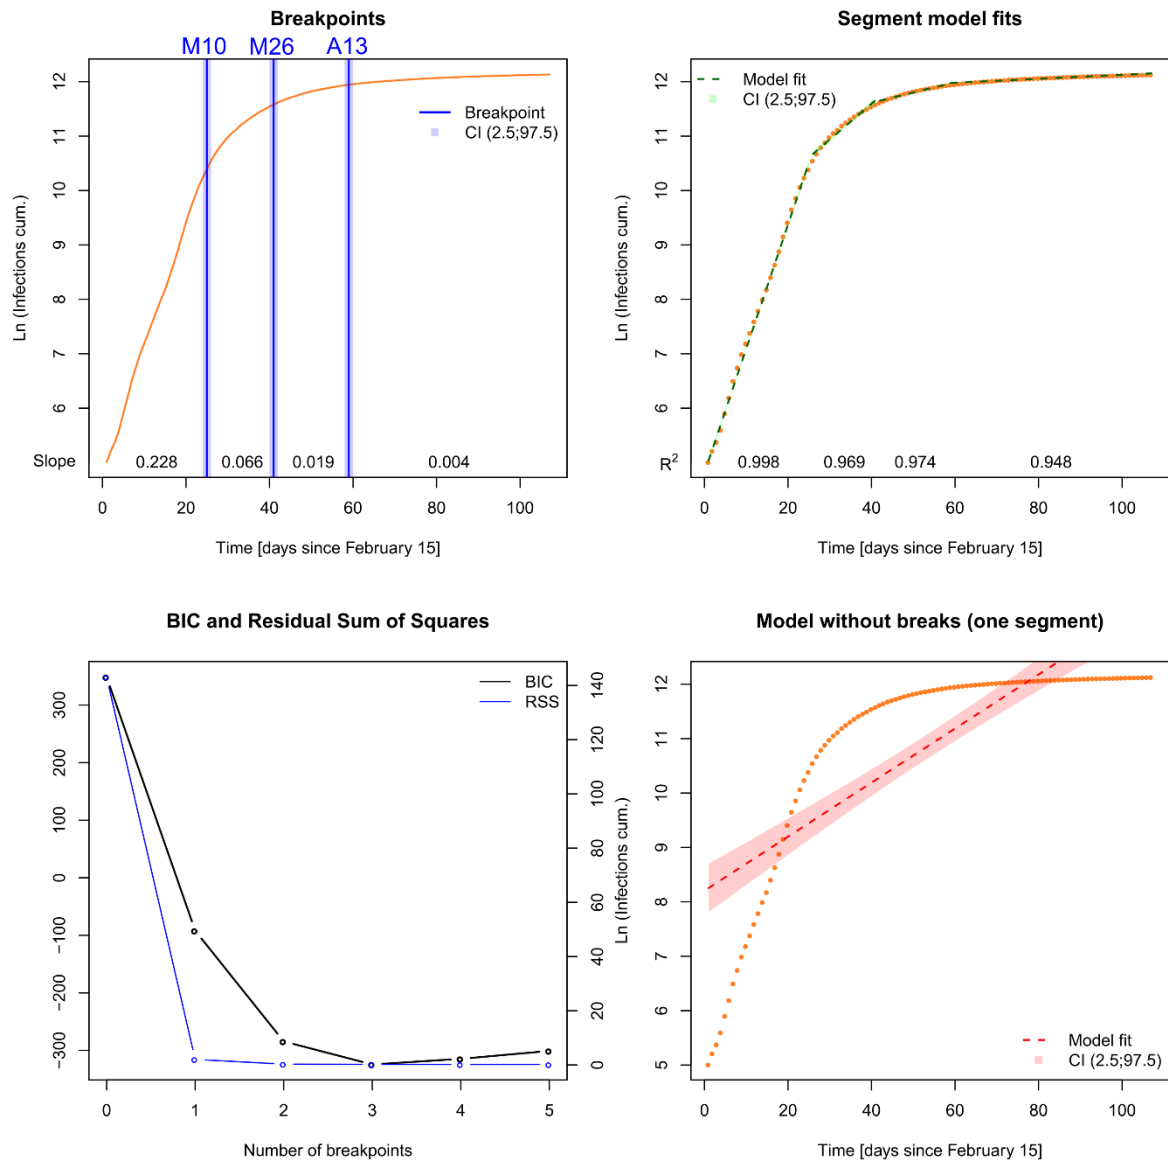 Breakpoints
M10 M26 A13
Breakpoint
CI (2.5;97.5)
Ln (Infections cum.)
12
11
10
9
8
7
6
Slope 0.228 0.066 0.019 0.004
0 20 40 60 80 100
Time [days since February 15]
Segment model fits
Model fit
CI (2.5;97.5)
Ln (Infections cum.)
12
11
10
9
8
7
6
R2 0.998 0.969 0.974 0.948
0 20 40 60 80 100
Time [days since February 15]
BIC and Residual Sum of Squares
BIC
RSS
300
200
100
0
−100
−200
−300
140
120
100
80
60
40
20
0
0 1 2 3 4 5
Number of breakpoints
Model without breaks (one segment)
Ln (Infections cum.)
12
11
10
9
8
7
6
5
Model fit
CI (2.5;97.5)
0 20 40 60 80 100
Time [days since February 15]